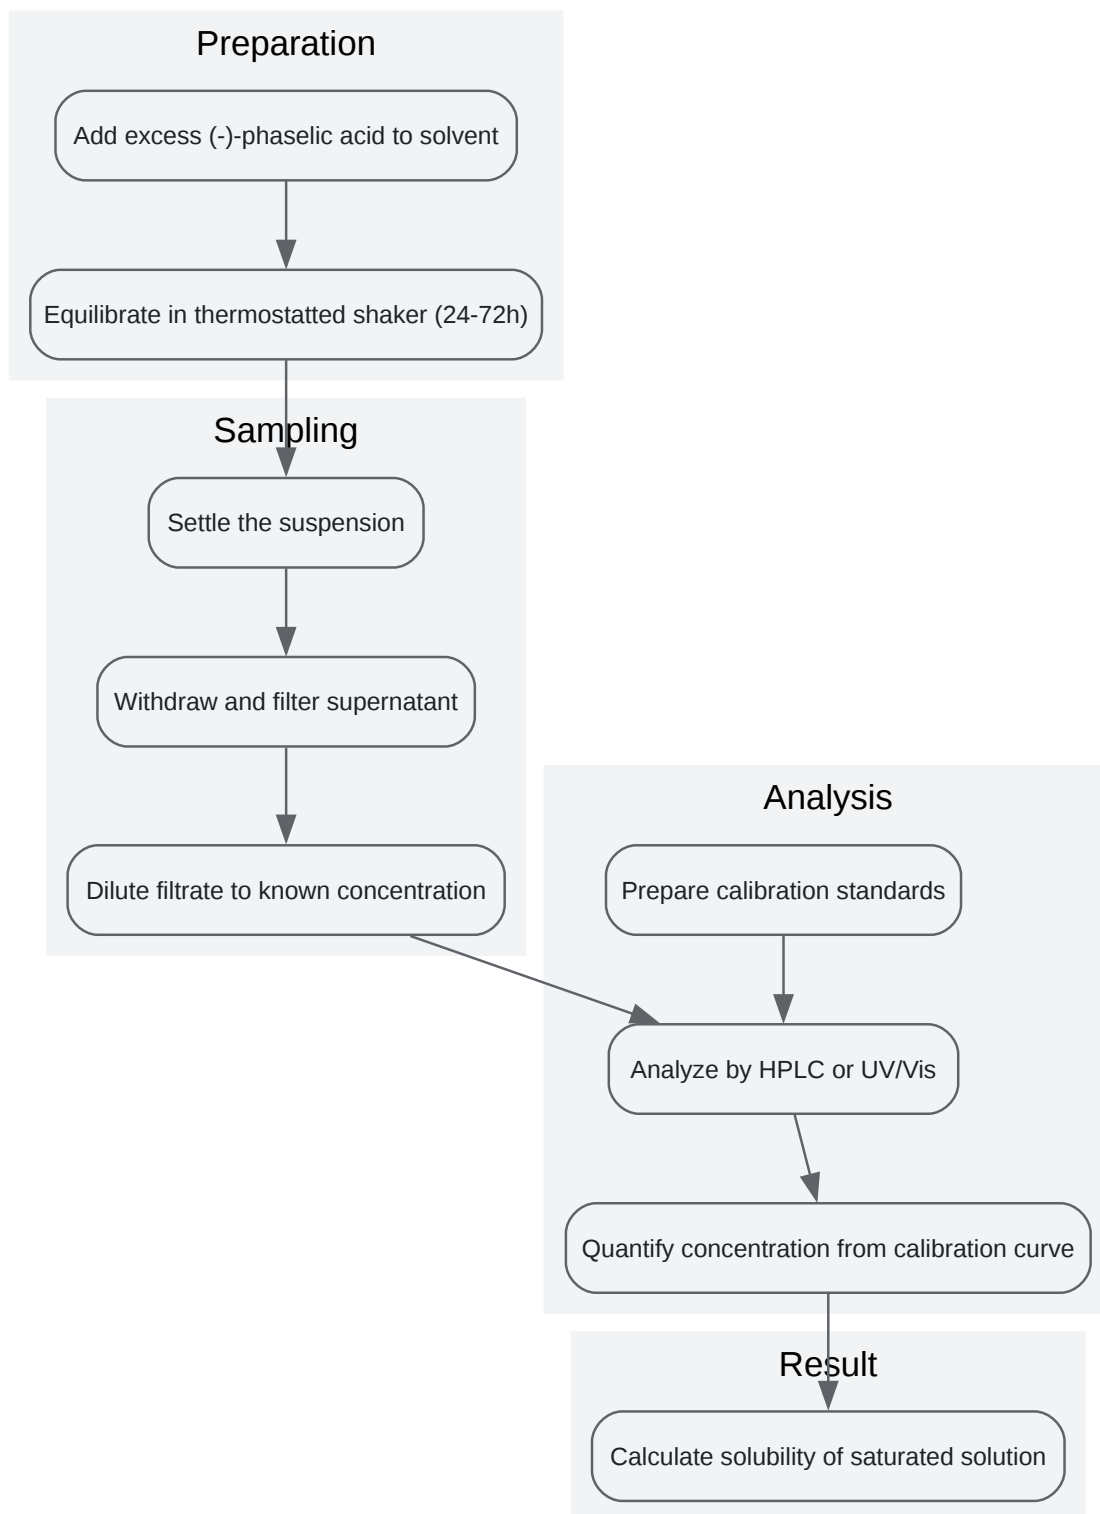 Preparation
Add excess (-)-phaselic acid to solvent
Equilibrate in thermostatted shaker (24-72h)
Sampling
Settle the suspension
Withdraw and filter supernatant
Dilute filtrate to known concentration
Analysis
Prepare calibration standards
Analyze by HPLC or UV/Vis
Quantify concentration from calibration curve
Result
Calculate solubility of saturated solution